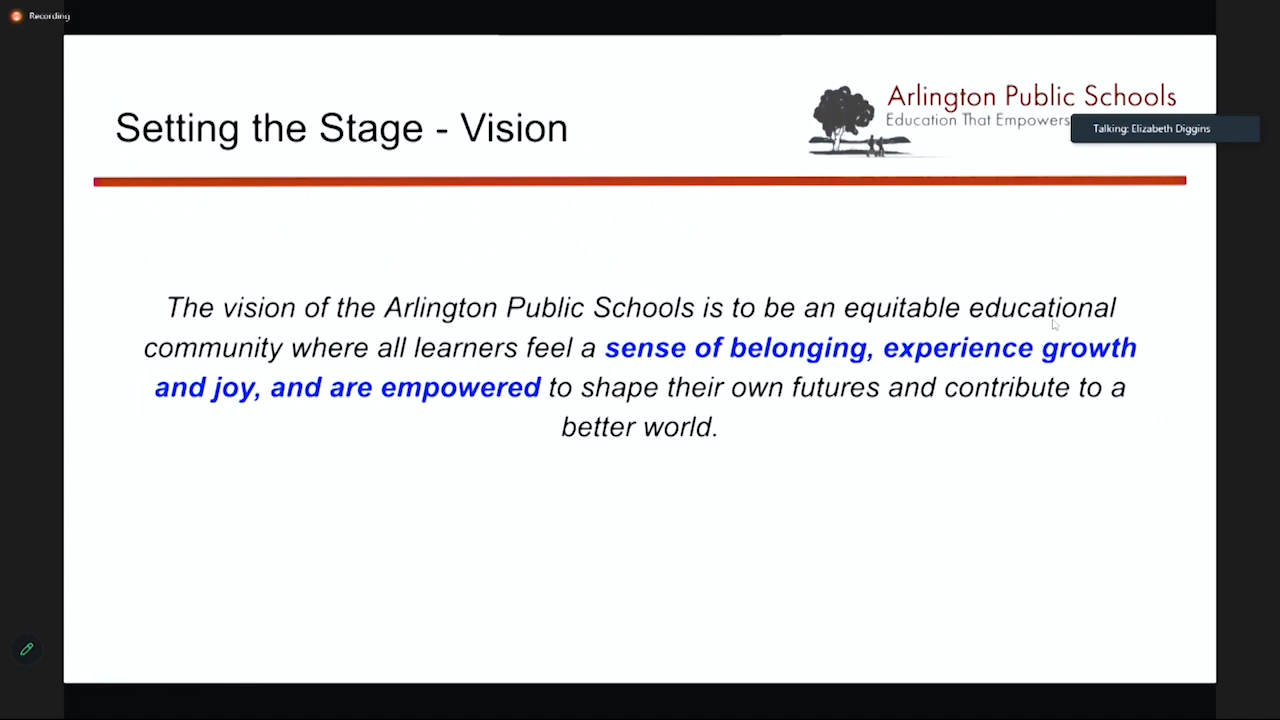 Recording
Setting the Stage - Vision
Arlington Public Schools
Education That Empowers
Talking: Elizabeth Diggins
The vision of the Arlington Public Schools is to be an equitable educational
community where all learners feel a sense of belonging, experience growth
and joy, and are empowered to shape their own futures and contribute to a
better world.